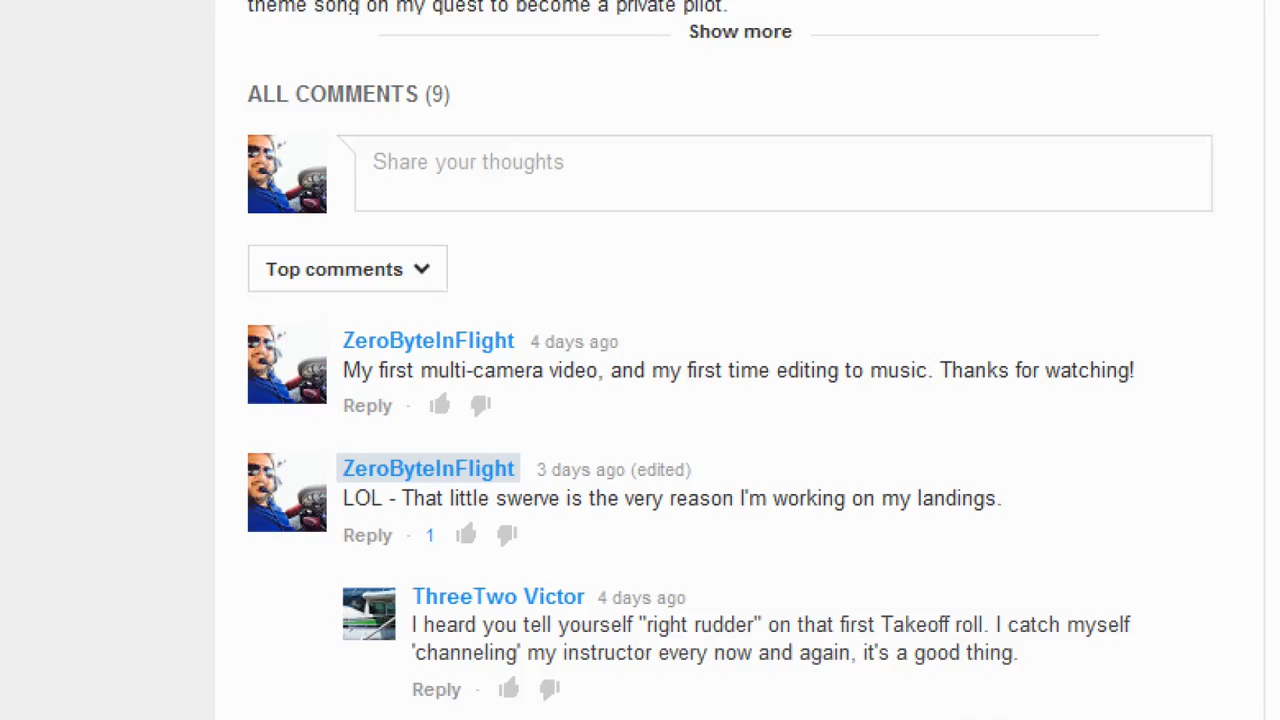 theme song on my quest to become a private pilot.
Show more
ALL COMMENTS (9)
Share your thoughts
Top comments
ZeroByteInFlight 4 days ago
My first multi-camera video, and my first time editing to music. Thanks for watching!
Reply ·
ZeroByteInFlight 3 days ago (edited)
LOL - That little swerve is the very reason I'm working on my landings.
Reply · 1
ThreeTwo Victor 4 days ago
I heard you tell yourself "right rudder" on that first Takeoff roll. I catch myself
'channeling' my instructor every now and again, it's a good thing.
Reply ·